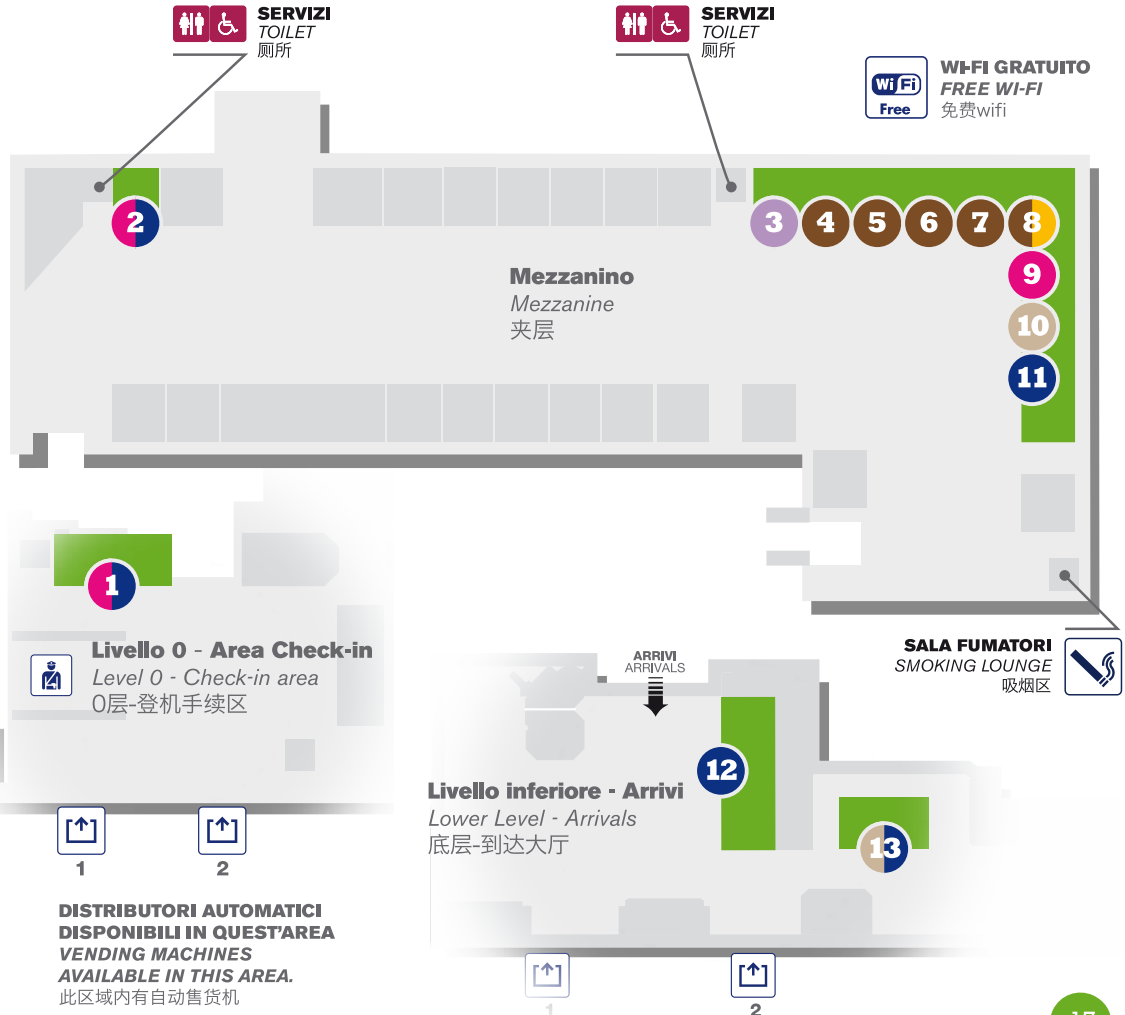 SERVIZI
TOILET
厕所
SERVIZI
TOILET
厕所
WiFi
Free
WI-FI GRATUITO
FREE WI-FI
免费wifi
2
3
4
5
6
7
8
9
10
11
Mezzanino
Mezzanine
夹层
1
Livello 0 - Area Check-in
Level 0 - Check-in area
0层-登机手续区
ARRIVI
ARRIVALS
SALA FUMATORI
SMOKING LOUNGE
吸烟区
12
Livello inferiore - Arrivi
Lower Level - Arrivals
底层-到达大厅
13
1
2
DISTRIBUTORI AUTOMATICI
DISPONIBILI IN QUEST'AREA
VENDING MACHINES
AVAILABLE IN THIS AREA.
此区域内有自动售货机
1
2